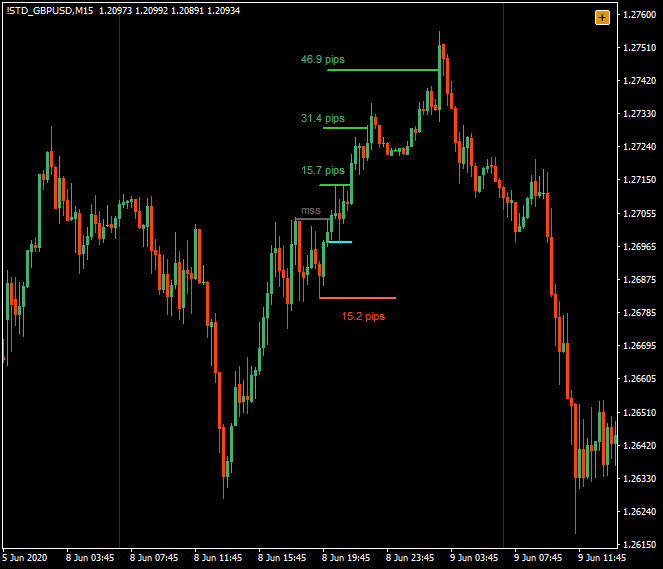 !STD_GBPUSD,M15 1.20973 1.20992 1.20891 1.20934
+
1.27600
1.27510
1.27420
1.27330
1.27240
1.27150
1.27055
1.26965
1.26875
1.26785
1.26695
1.26605
1.26510
1.26420
1.26330
1.26240
1.26150
46.9 pips
31.4 pips
15.7 pips
mss
15.2 pips
5 Jun 2020
8 Jun 03:45
8 Jun 07:45
8 Jun 11:45
8 Jun 15:45
8 Jun 19:45
8 Jun 23:45
9 Jun 03:45
9 Jun 07:45
9 Jun 11:45